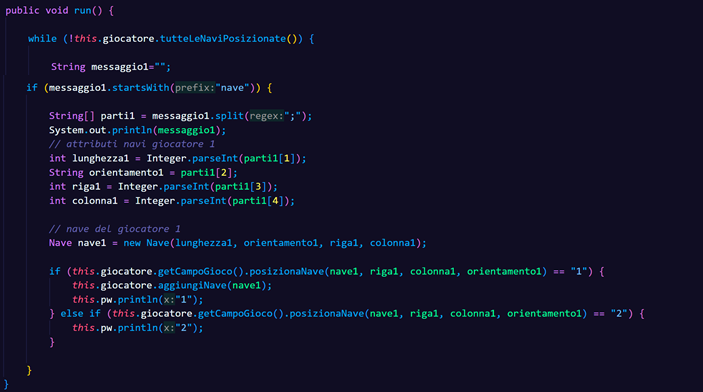 public void run() {
while (!this.giocatore.tutteLeNaviPosizionate()) {
String messaggio1="";
if (messaggio1.startsWith(prefix:"nave")) {
String[] parti1 = messaggio1.split(regex:";");
System.out.println(messaggio1);
// attributi navi giocatore 1
int lunghezza1 = Integer.parseInt(parti1[1]);
String orientamento1 = parti1[2];
int riga1 = Integer.parseInt(parti1[3]);
int colonna1 = Integer.parseInt(parti1[4]);
// nave del giocatore 1
Nave nave1 = new Nave(lunghezza1, orientamento1, riga1, colonna1);
if (this.giocatore.getCampoGioco().posizionaNave(nave1, riga1, colonna1, orientamento1) == "1") {
this.giocatore.aggiungiNave(nave1);
this.pw.println(x:"1");
} else if (this.giocatore.getCampoGioco().posizionaNave(nave1, riga1, colonna1, orientamento1) == "2") {
this.pw.println(x:"2");
}
}
}